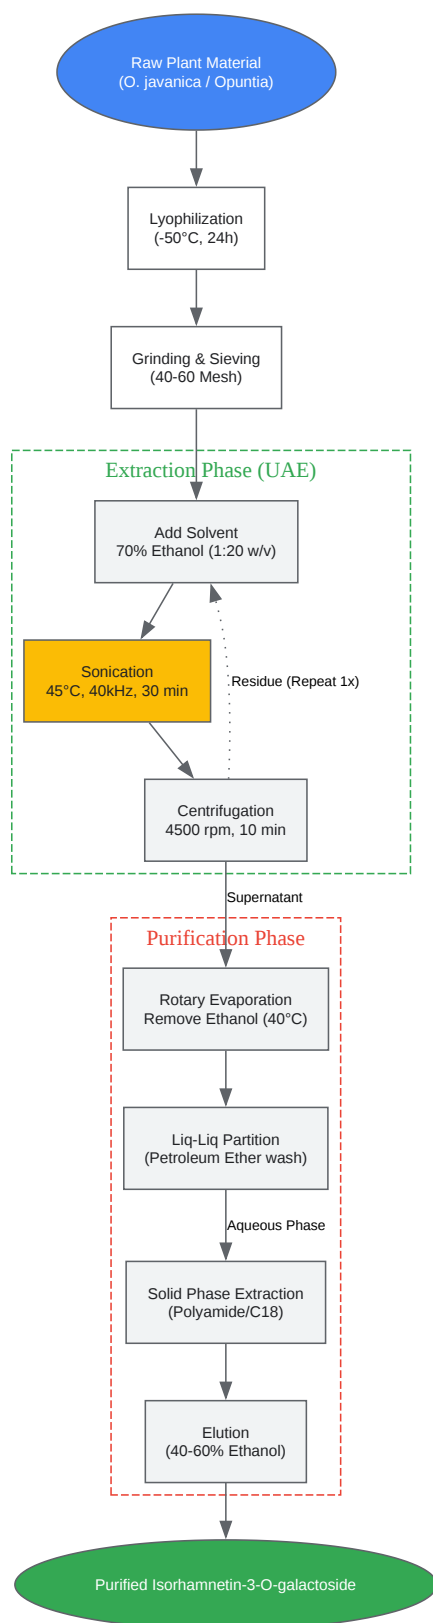 Raw Plant Material
(O. javanica / Opuntia)
Lyophilization
(-50°C, 24h)
Grinding & Sieving
(40-60 Mesh)
Extraction Phase (UAE)
Add Solvent
70% Ethanol (1:20 w/v)
Sonication
45°C, 40kHz, 30 min
Residue (Repeat 1x)
Centrifugation
4500 rpm, 10 min
Supernatant
Purification Phase
Rotary Evaporation
Remove Ethanol (40°C)
Liq-Liq Partition
(Petroleum Ether wash)
Aqueous Phase
Solid Phase Extraction
(Polyamide/C18)
Elution
(40-60% Ethanol)
Purified Isorhamnetin-3-O-galactoside